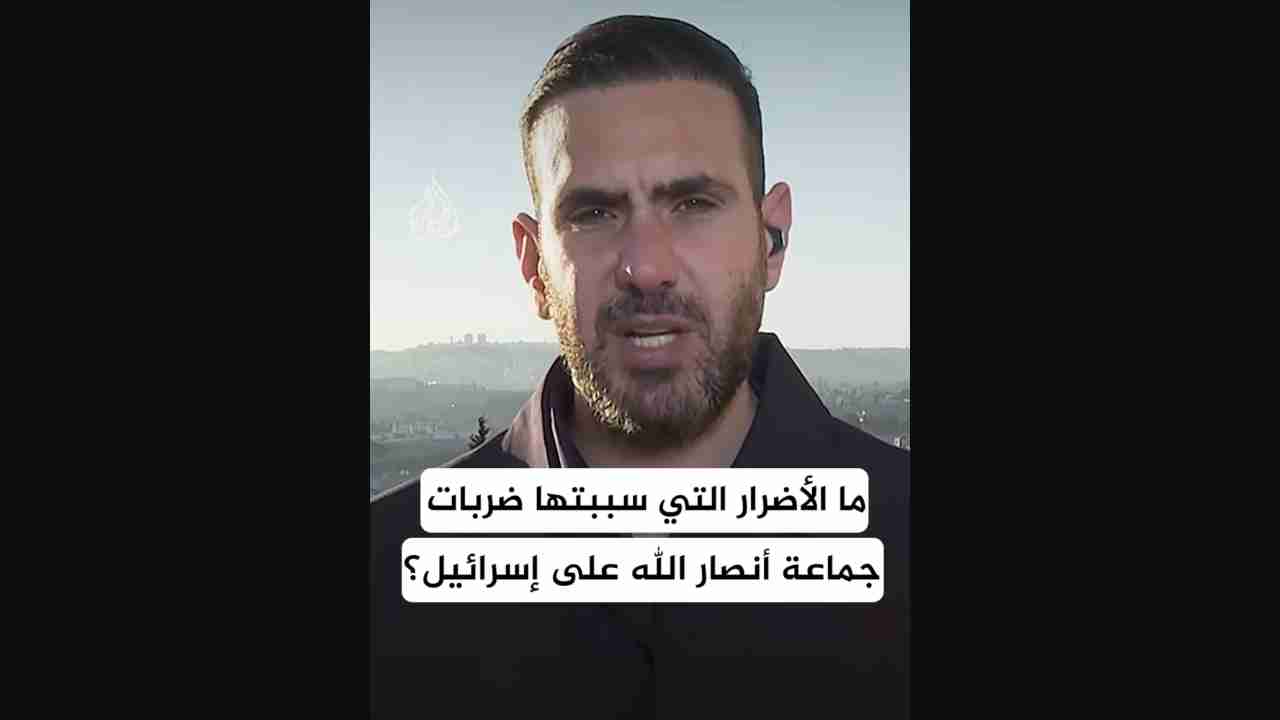 ما الأضرار التي سببتها ضربات
جماعة أنصار الله على إسرائيل؟